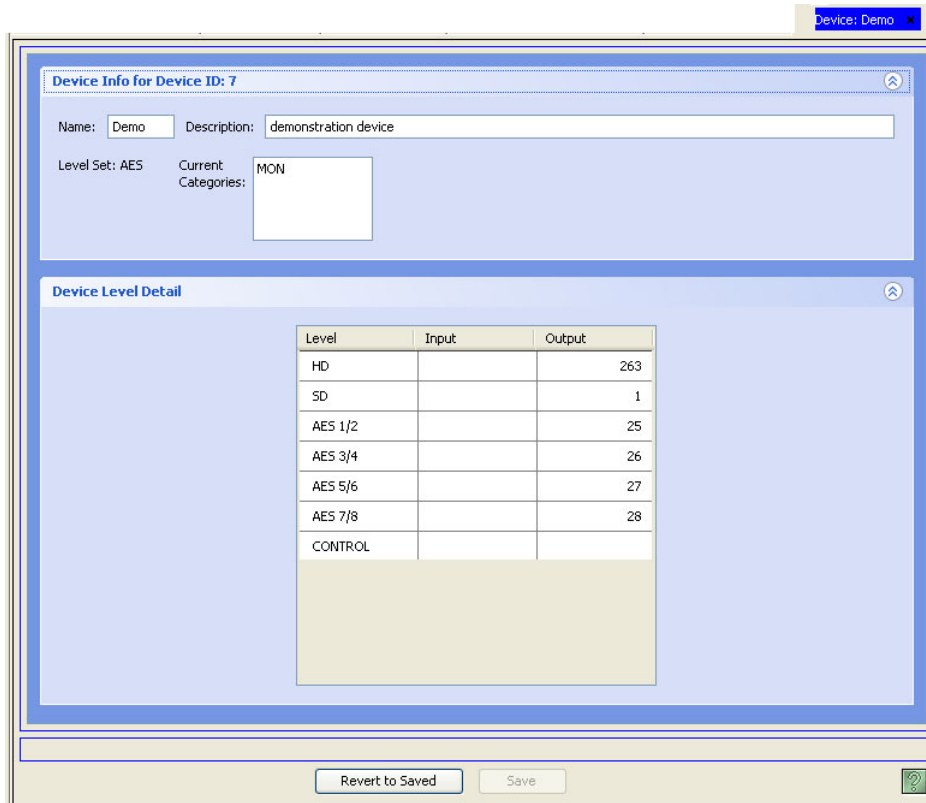 Device: Demo ×
Device Info for Device ID: 7
Name: Demo Description: demonstration device
Level Set: AES Current Categories: MON
Device Level Detail
Level Input Output
HD 263
SD 1
AES 1/2 25
AES 3/4 26
AES 5/6 27
AES 7/8 28
CONTROL
Revert to Saved Save ?